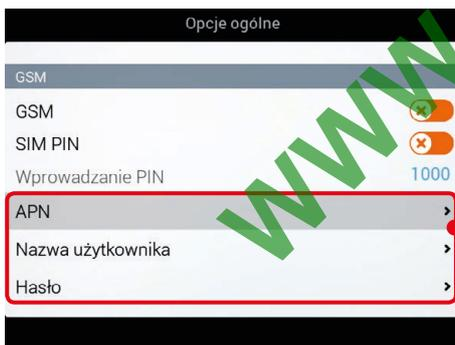 Opcje ogólne
GSM
GSM
SIM PIN
Wprowadzanie PIN 1000
APN
Nazwa użytkownika
Hasło
WWW